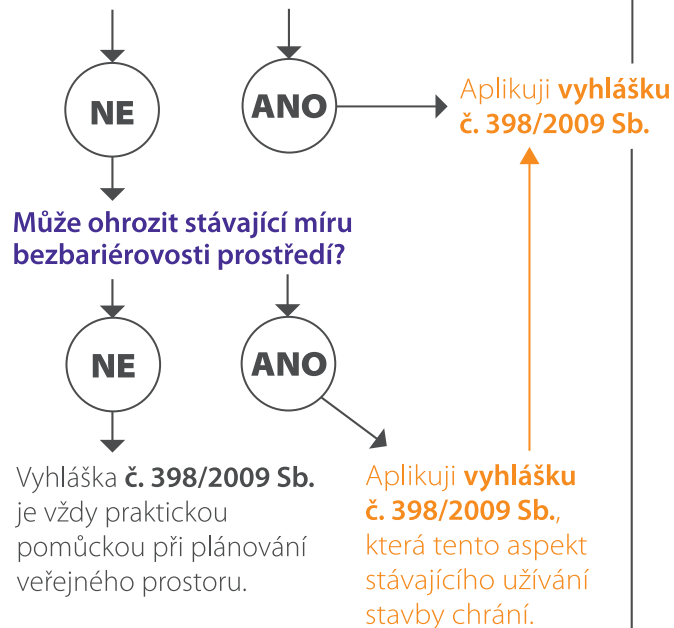 NE
ANO
Aplikuji vyhlášku
č. 398/2009 Sb.
Může ohrozit stávající míru
bezbariérovosti prostředí?
NE
ANO
Vyhláška č. 398/2009 Sb.
je vždy praktickou
pomůckou při plánování
veřejného prostoru.
Aplikuji vyhlášku
č. 398/2009 Sb.,
která tento aspekt
stávajícího užívání
stavby chrání.